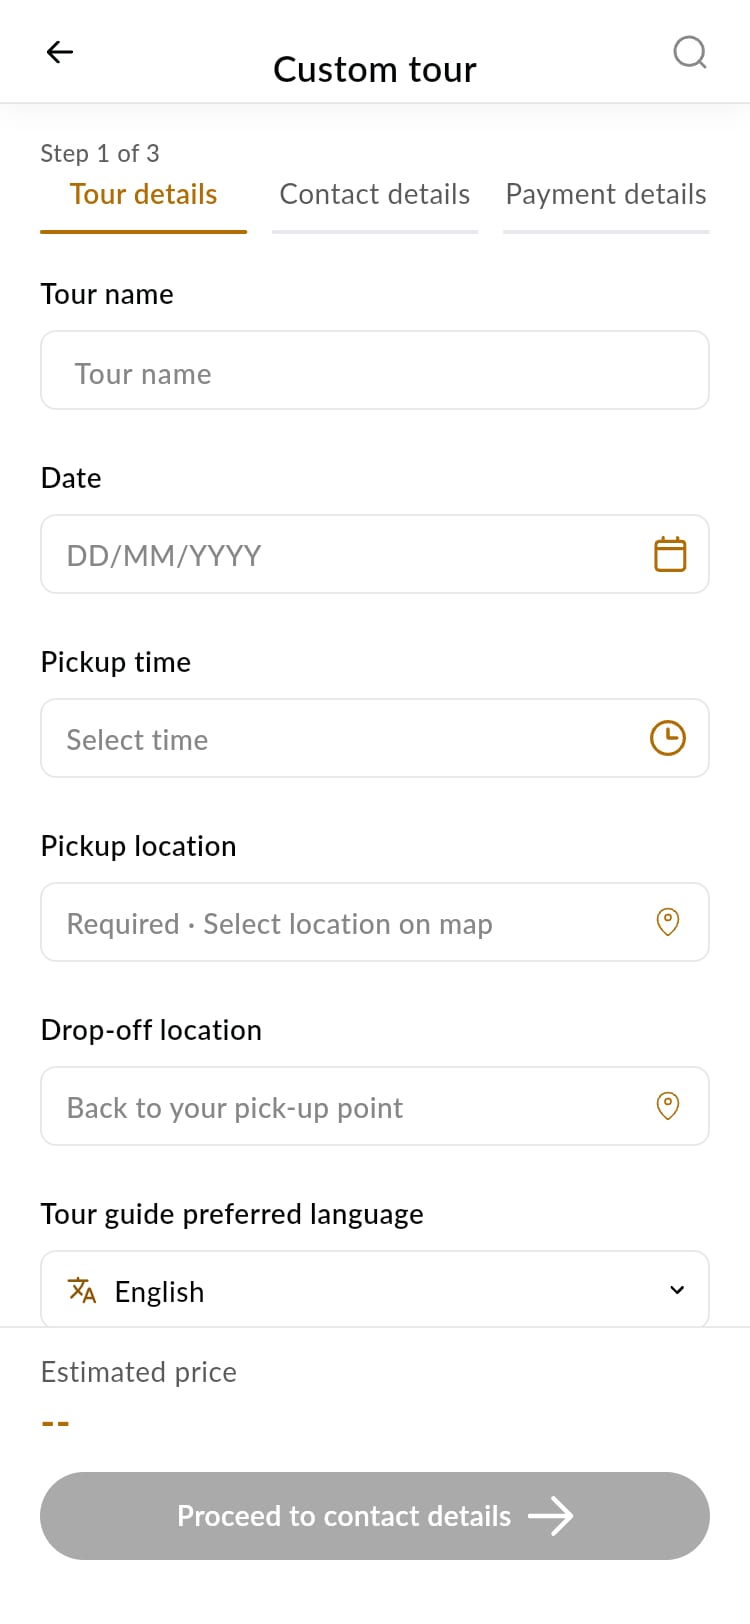 Custom tour
Step 1 of 3
Tour details
Contact details
Payment details
Tour name
Tour name
Date
DD/MM/YYYY
Pickup time
Select time
Pickup location
Required · Select location on map
Drop-off location
Back to your pick-up point
Tour guide preferred language
English
Estimated price
--
Proceed to contact details